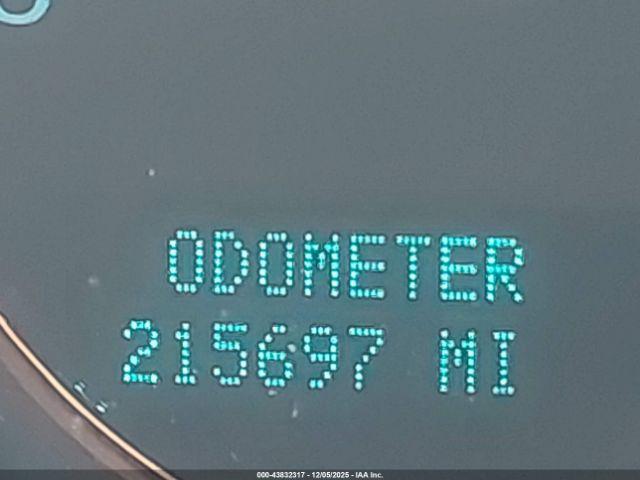 ODOMETER
215697 MI
000-43832317 - 12/05/2025 - IAA Inc.